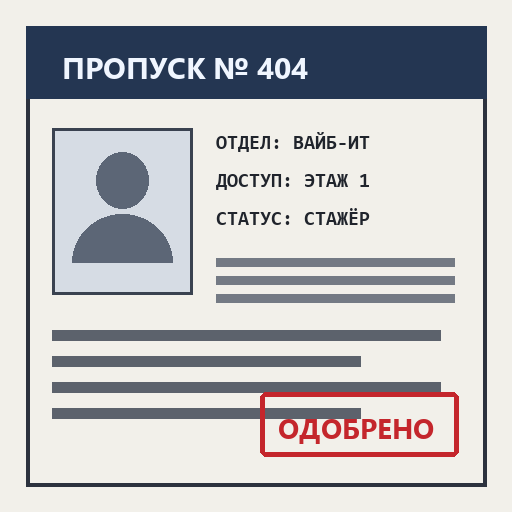 ПРОПУСК № 404
ОТДЕЛ: ВАЙБ-ИТ
ДОСТУП: ЭТАЖ 1
СТАТУС: СТАЖЁР
ОДОБРЕНО